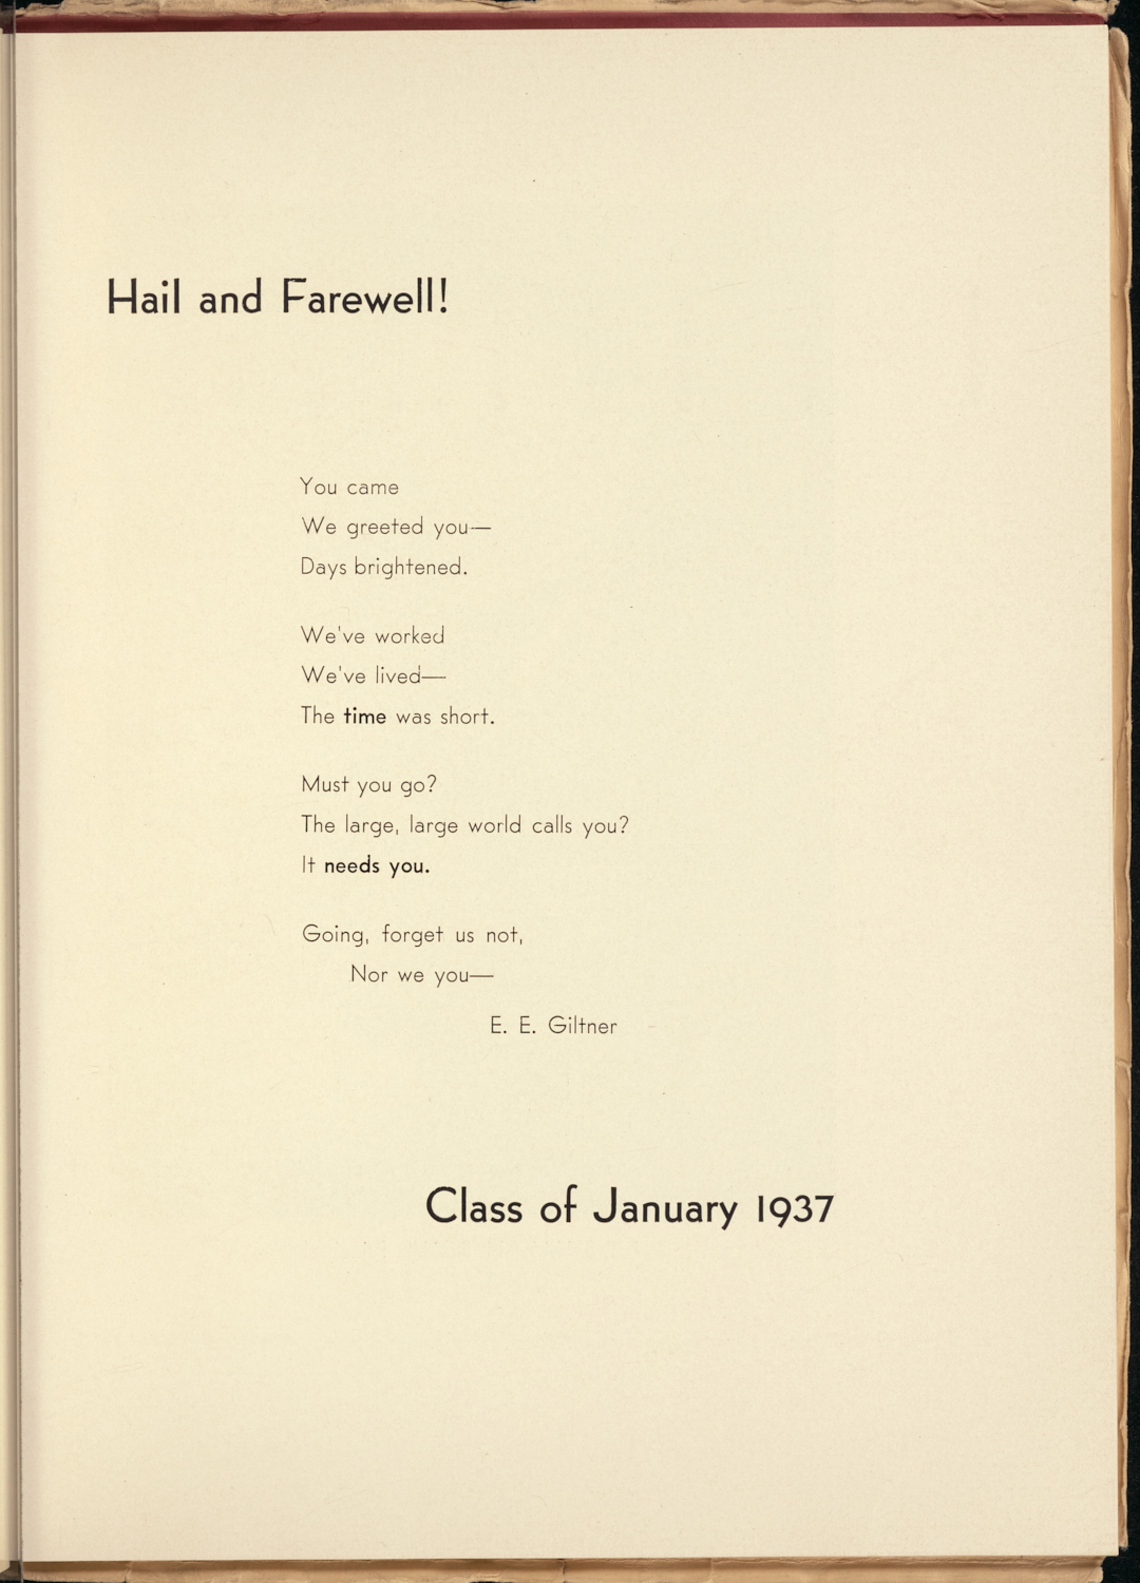 Hail and Farewell!
You came
We greeted you—
Days brightened.
We've worked
We've lived—
The time was short.
Must you go?
The large, large world calls you?
It needs you.
Going, forget us not,
Nor we you—
E. E. Giltner
Class of January 1937